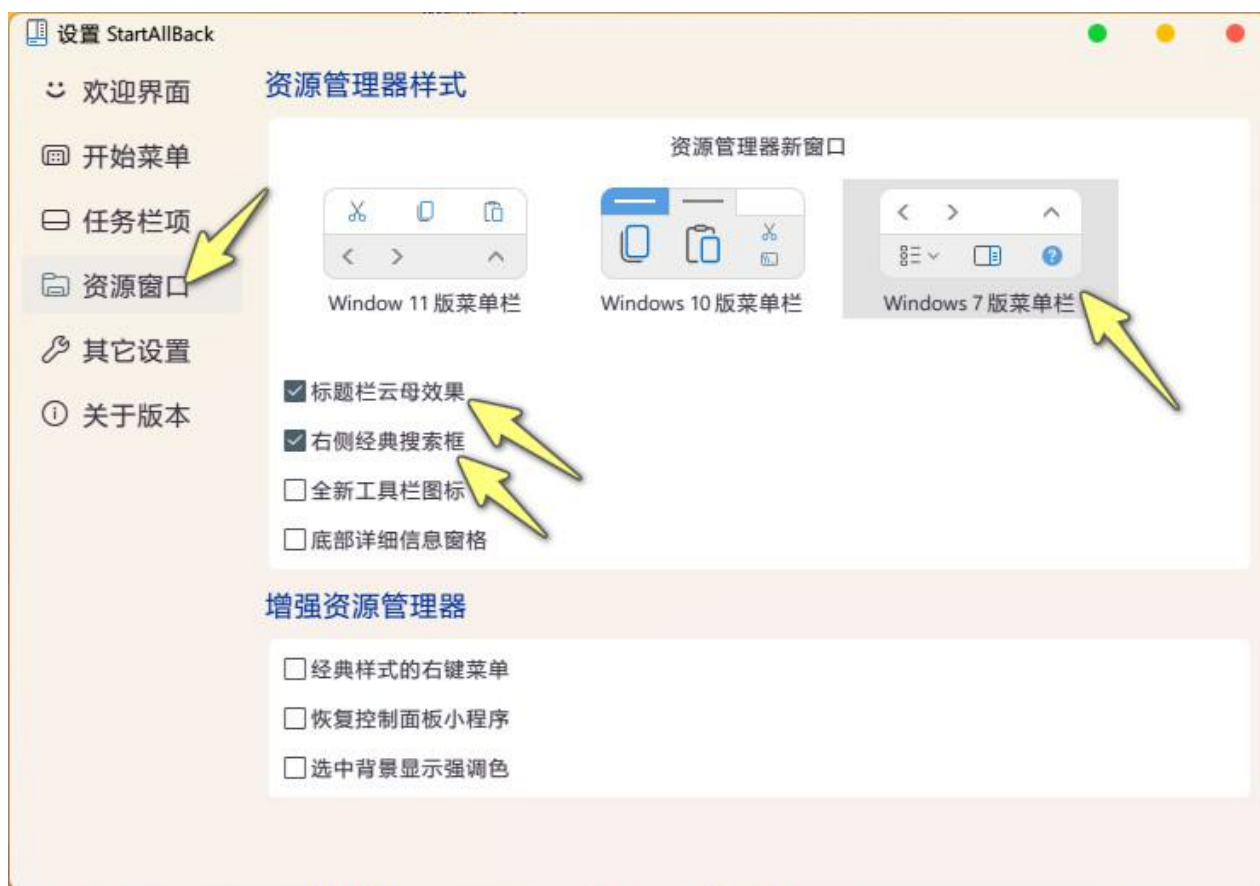 设置 StartAllBack
欢迎界面
开始菜单
任务栏项
资源窗口
其它设置
关于版本
资源管理器样式
资源管理器新窗口
Window 11 版菜单栏
Windows 10 版菜单栏
Windows 7 版菜单栏
标题栏云母效果
右侧经典搜索框
全新工具栏图标
底部详细信息窗格
增强资源管理器
经典样式的右键菜单
恢复控制面板小程序
选中背景显示强调色